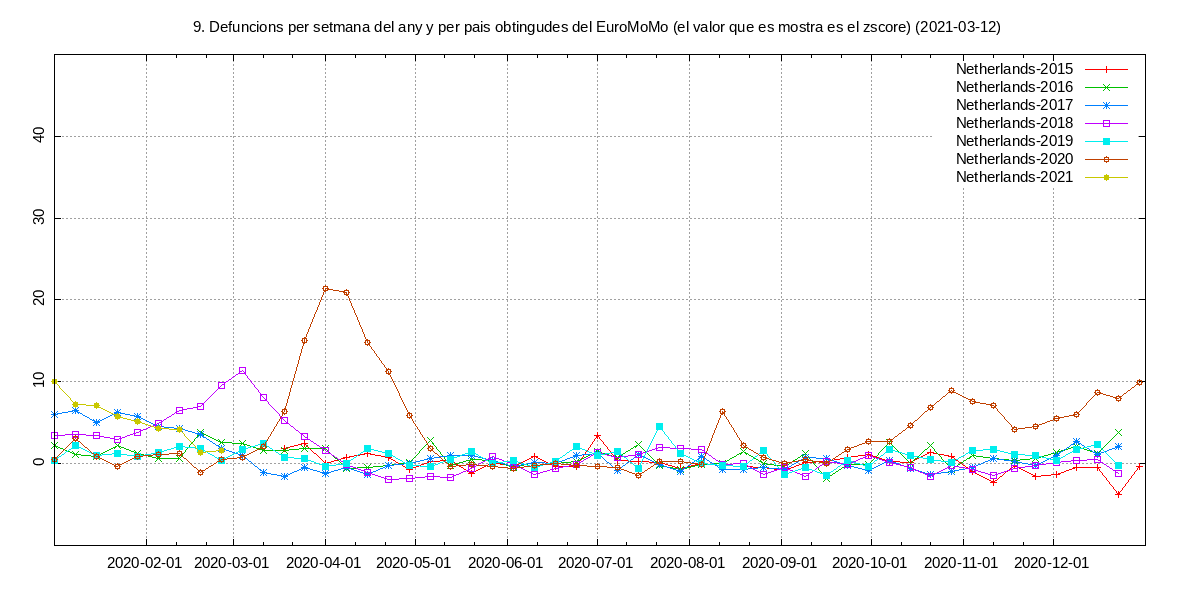 9. Defuncions per setmana del any y per pais obtingudes del EuroMoMo (el valor que es mostra es el zscore) (2021-03-12)
Netherlands-2015
Netherlands-2016
Netherlands-2017
Netherlands-2018
Netherlands-2019
Netherlands-2020
Netherlands-2021
40
30
20
10
0
2020-02-01 2020-03-01 2020-04-01 2020-05-01 2020-06-01 2020-07-01 2020-08-01 2020-09-01 2020-10-01 2020-11-01 2020-12-01